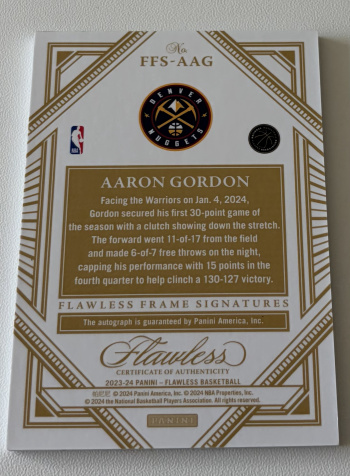 No.
FFS-AAG
DENVER
NUGGETS
NBA
AARON GORDON
Facing the Warriors on Jan. 4, 2024,
Gordon secured his first 30-point game of
the season with a clutch showing down the stretch.
The forward went 11-of-17 from the field
and made 6-of-7 free throws on the night,
capping his performance with 15 points in the
fourth quarter to help clinch a 130-127 victory.
FLAWLESS FRAME SIGNATURES
The autograph is guaranteed by Panini America, Inc.
Flawless
CERTIFICATE OF AUTHENTICITY
2023-24 PANINI - FLAWLESS BASKETBALL
© 2024 Panini America, Inc. © 2024 NBA Properties, Inc.
© 2024 the National Basketball Players Association. All rights reserved.
PANINI